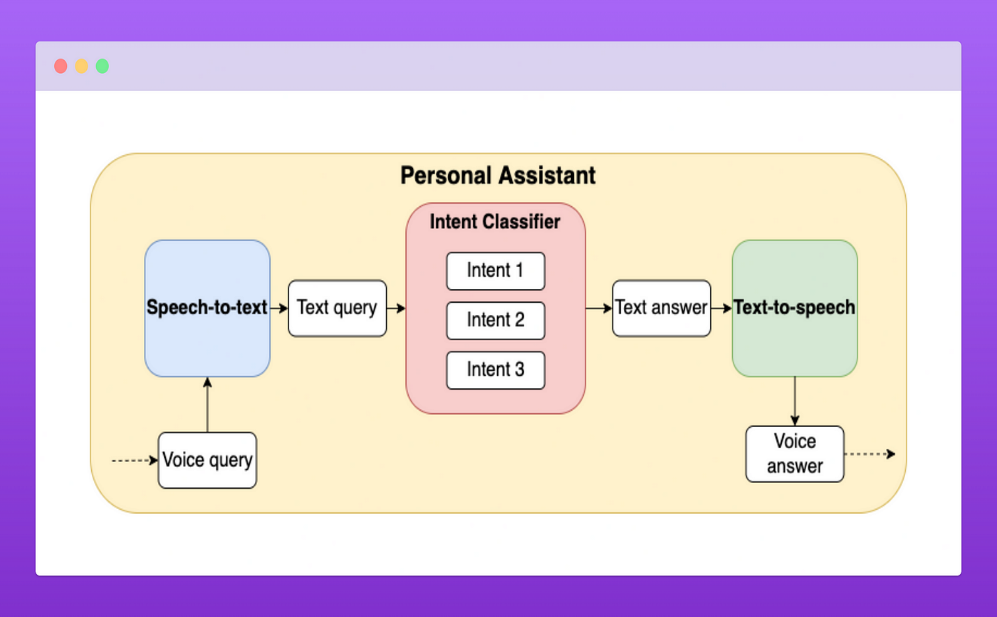 Personal Assistant
Intent Classifier
Speech-to-text
Text query
Intent 1
Intent 2
Intent 3
Text answer
Text-to-speech
Voice query
Voice
answer